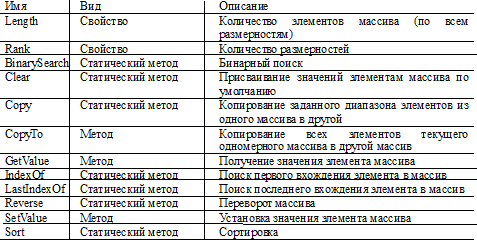 Имя Вид Описание
Length Свойство Количество элементов массива (по всем
размерностям)
Rank Свойство Количество размерностей
BinarySearch Статический метод Бинарный поиск
Clear Статический метод Присваивание значений элементам массива по
умолчанию
Copy Статический метод Копирование заданного диапазона элементов из
одного массива в другой
CopyTo Метод Копирование всех элементов текущего
одномерного массива в другой массив
GetValue Метод Получение значения элемента массива
IndexOf Статический метод Поиск первого вхождения элемента в массив
LastIndexOf Статический метод Поиск последнего вхождения элемента в массив
Reverse Статический метод Переворот массива
SetValue Метод Установка значения элемента массива
Sort Статический метод Сортировка